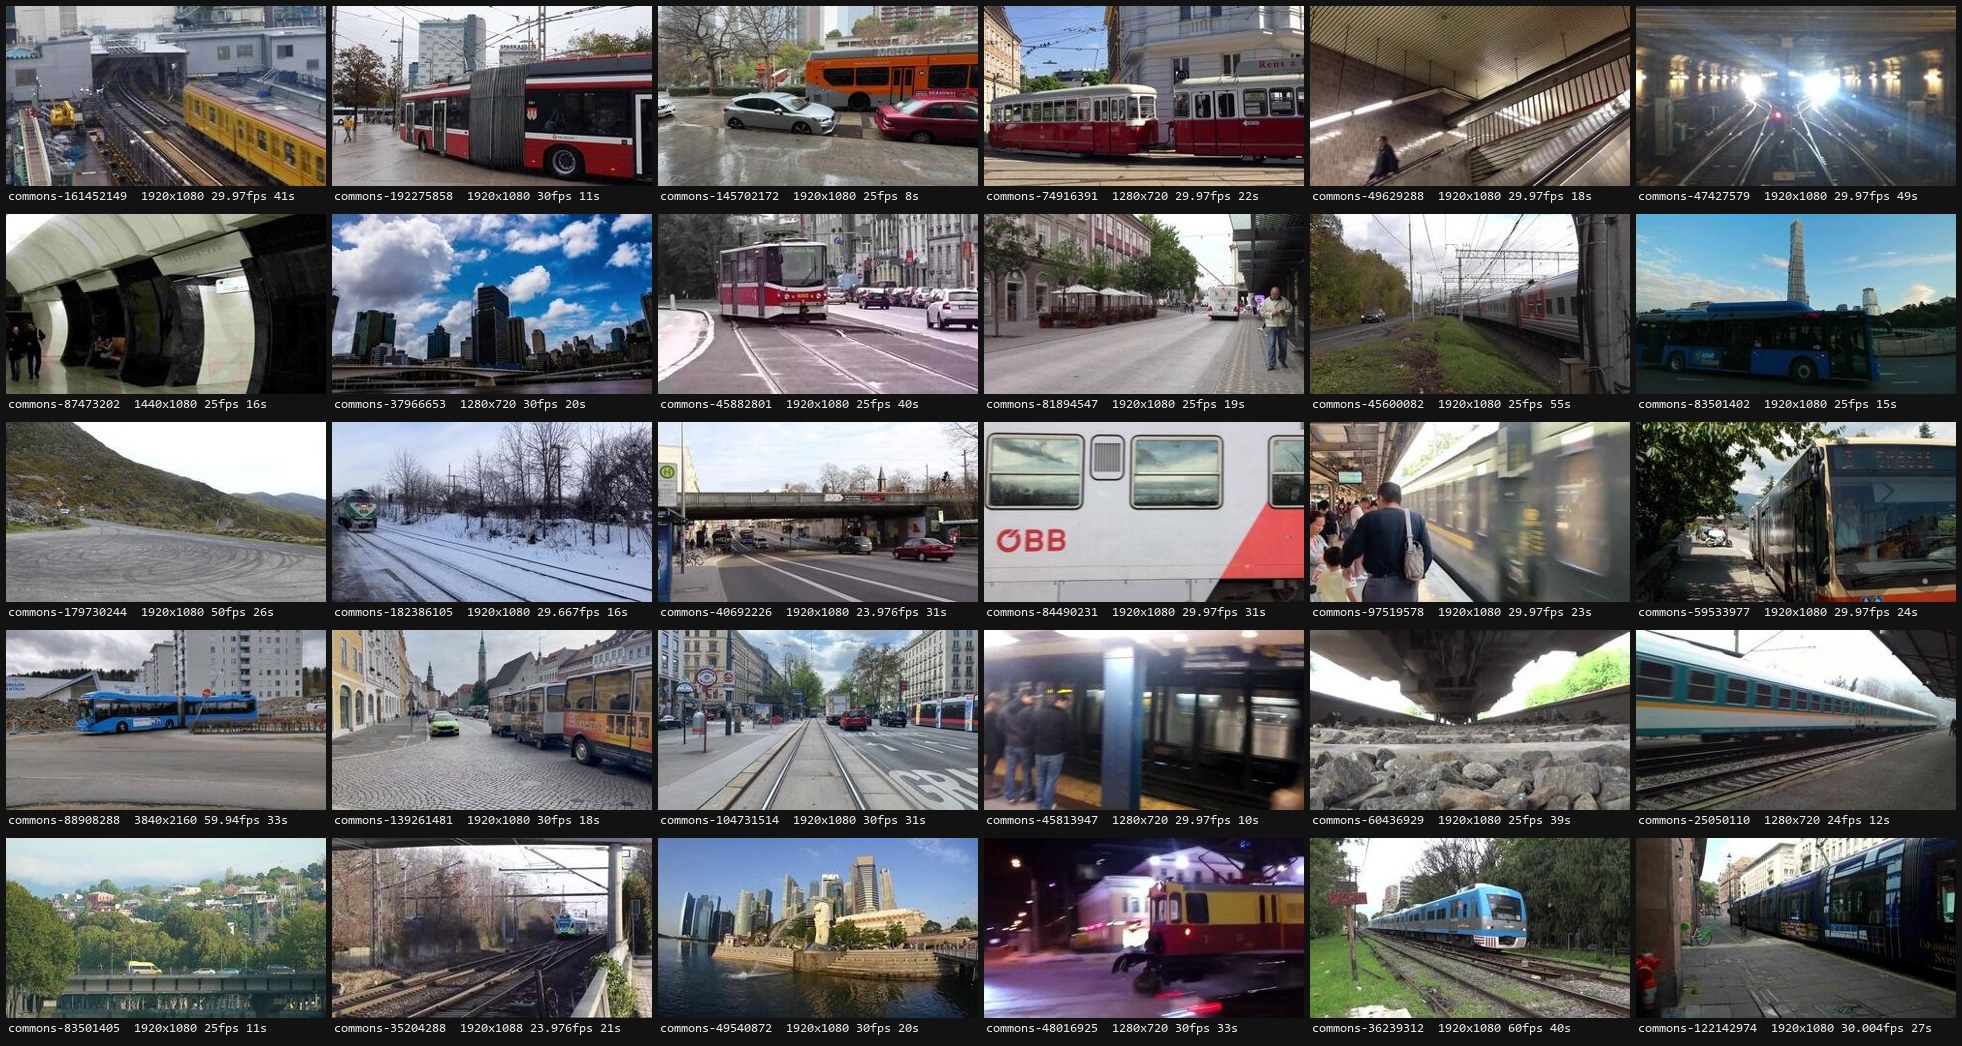 SPARKASSE
Metro
Rent a
commons-161452149 1920x1080 29.97fps 41s
commons-192275858 1920x1080 30fps 11s
commons-145702172 1920x1080 25fps 8s
commons-74916391 1280x720 29.97fps 22s
commons-49629288 1920x1080 29.97fps 18s
commons-47427579 1920x1080 29.97fps 49s
commons-87473202 1440x1080 25fps 16s
commons-37966653 1280x720 30fps 20s
commons-45882801 1920x1080 25fps 40s
commons-81894547 1920x1080 25fps 19s
commons-45600082 1920x1080 25fps 55s
commons-83501402 1920x1080 25fps 15s
H
ÖBB
commons-179730244 1920x1080 50fps 26s
commons-182386105 1920x1080 29.667fps 16s
commons-40692226 1920x1080 23.976fps 31s
commons-84490231 1920x1080 29.97fps 31s
commons-97519578 1920x1080 29.97fps 23s
commons-59533977 1920x1080 29.97fps 24s
commons-88908288 3840x2160 59.94fps 33s
commons-139261481 1920x1080 30fps 18s
commons-104731514 1920x1080 30fps 31s
commons-45813947 1280x720 29.97fps 10s
commons-60436929 1920x1080 25fps 39s
commons-25050110 1280x720 24fps 12s
commons-83501405 1920x1080 25fps 11s
commons-35204288 1920x1088 23.976fps 21s
commons-49540872 1920x1080 30fps 20s
commons-48016925 1280x720 30fps 33s
commons-36239312 1920x1080 60fps 40s
commons-122142974 1920x1080 30.004fps 27s